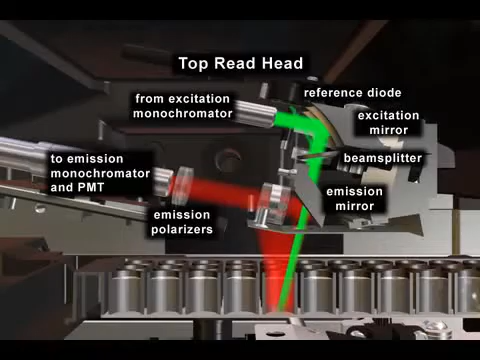 Top Read Head
reference diode
from excitation
monochromator
excitation
mirror
beamsplitter
to emission
monochromator
and PMT
emission
mirror
emission
polarizers